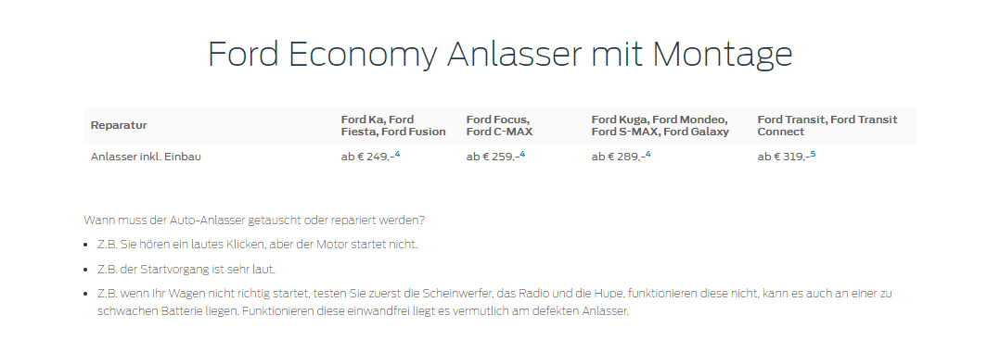 Ford Economy Anlasser mit Montage
Reparatur
Ford Ka, Ford
Fiesta, Ford Fusion
Ford Focus,
Ford C-MAX
Ford Kuga, Ford Mondeo,
Ford S-MAX, Ford Galaxy
Ford Transit, Ford Transit
Connect
Anlasser inkl. Einbau
ab € 249,-4
ab € 259,-4
ab € 289,-4
ab € 319,-5
Wann muss der Auto-Anlasser getauscht oder repariert werden?
• Z.B. Sie hören ein lautes Klicken, aber der Motor startet nicht.
• Z.B. der Startvorgang ist sehr laut.
• Z.B. wenn Ihr Wagen nicht richtig startet, testen Sie zuerst die Scheinwerfer, das Radio und die Hupe, funktionieren diese nicht, kann es auch an einer zu
schwachen Batterie liegen. Funktionieren diese einwandfrei liegt es vermutlich am defekten Anlasser.